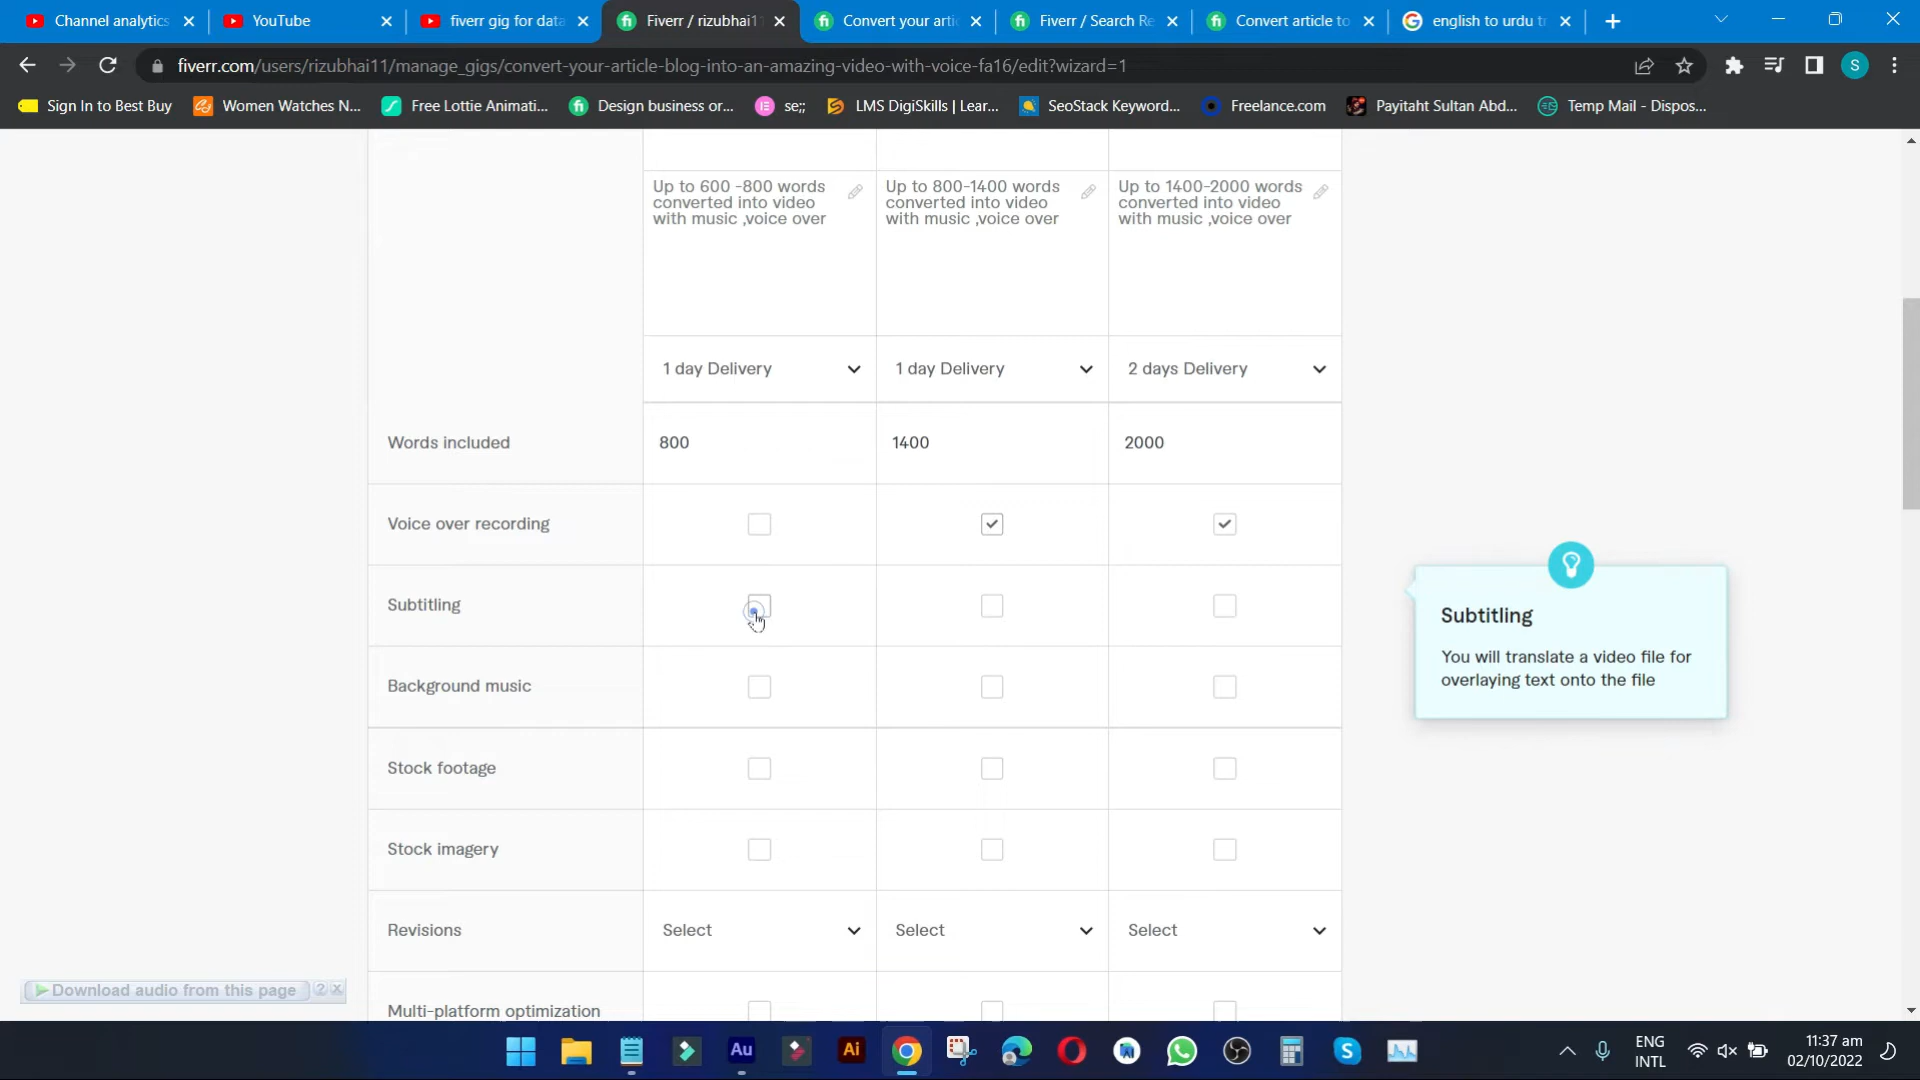 Channel analytics
YouTube
fiverr gig for data
Fiverr / rizubhai11
Convert your artic
Fiverr / Search Re
Convert article to
english to urdu tr
fiverr.com/users/rizubhai11/manage_gigs/convert-your-article-blog-into-an-amazing-video-with-voice-fa16/edit?wizard=1
S
Sign In to Best Buy
Women Watches N...
Free Lottie Animati...
Design business or...
se;;
LMS DigiSkills | Lear...
SeoStack Keyword...
Freelance.com
Payitaht Sultan Abd...
Temp Mail - Dispos...
Up to 600 -800 words
converted into video
with music ,voice over
Up to 800-1400 words
converted into video
with music ,voice over
Up to 1400-2000 words
converted into video
with music ,voice over
1 day Delivery
1 day Delivery
2 days Delivery
Words included
800
1400
2000
Voice over recording
Subtitling
Subtitling
You will translate a video file for
overlaying text onto the file
Background music
Stock footage
Stock imagery
Revisions
Select
Select
Select
Download audio from this page
Multi-platform optimization
Au
Ai
ENG
INTL
11:37 am
02/10/2022